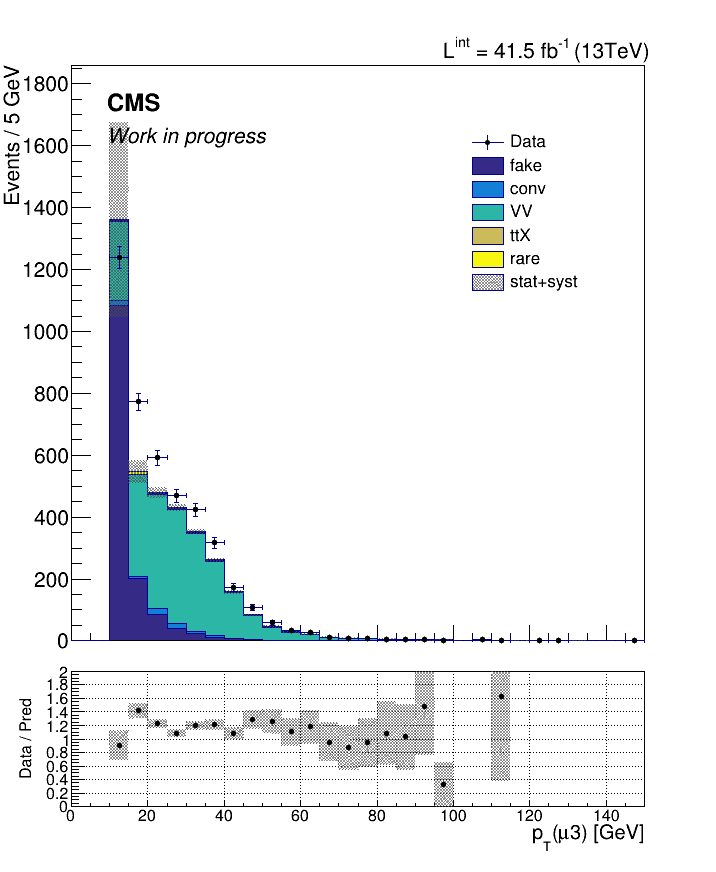 L^int = 41.5 fb^-1 (13TeV)
Events / 5 GeV
1800
1600
1400
1200
1000
800
600
400
200
0
CMS
Work in progress
Data
fake
conv
VV
ttX
rare
stat+syst
Data / Pred
2
1.8
1.6
1.4
1.2
1
0.8
0.6
0.4
0.2
0
0 20 40 60 80 100 120 140
p_T(μ3) [GeV]